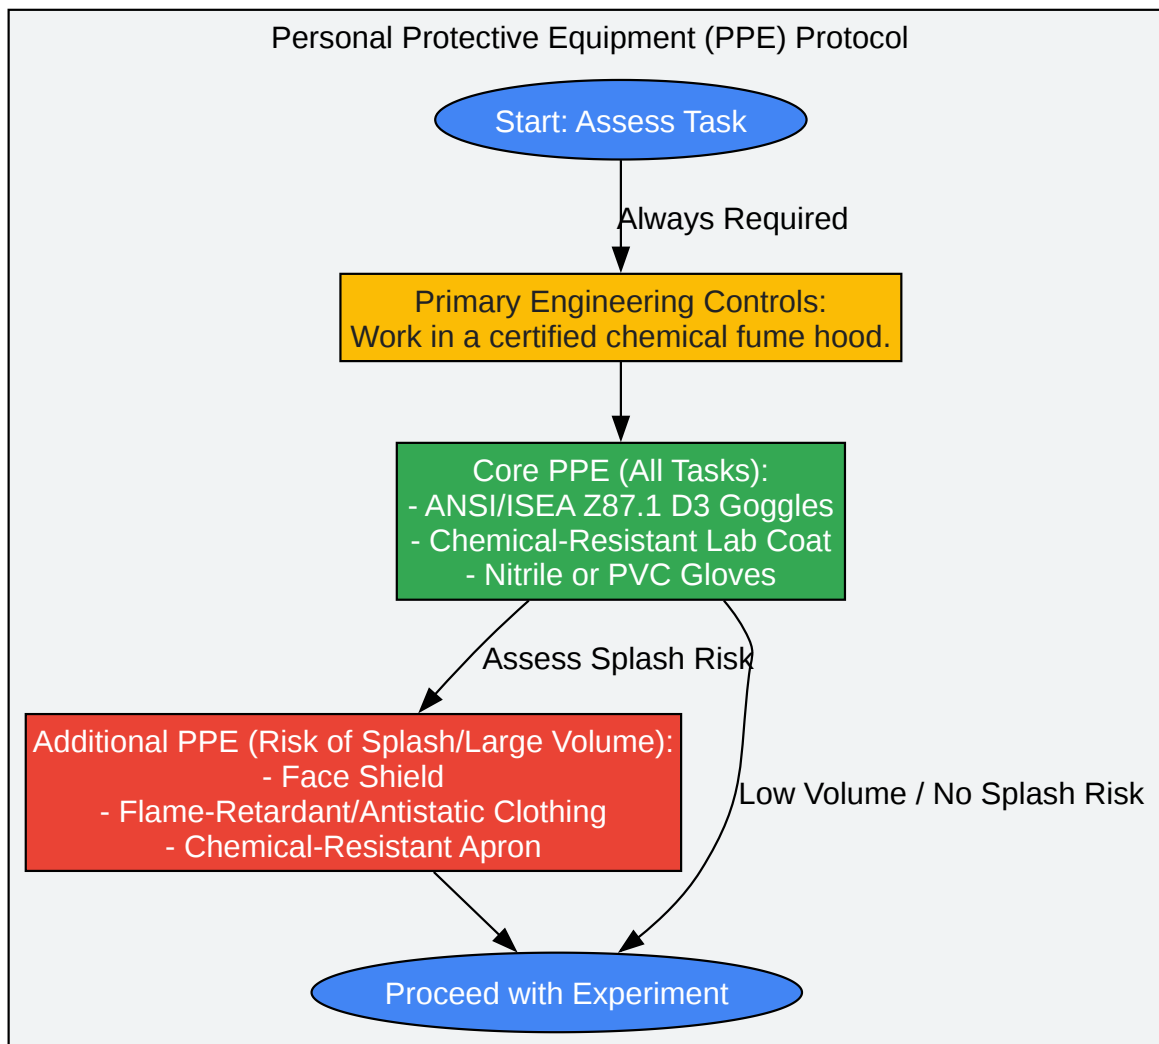 Personal Protective Equipment (PPE) Protocol
Start: Assess Task
Always Required
Primary Engineering Controls:
Work in a certified chemical fume hood.
Core PPE (All Tasks):
- ANSI/ISEA Z87.1 D3 Goggles
- Chemical-Resistant Lab Coat
- Nitrile or PVC Gloves
Assess Splash Risk
Additional PPE (Risk of Splash/Large Volume):
- Face Shield
- Flame-Retardant/Antistatic Clothing
- Chemical-Resistant Apron
Low Volume / No Splash Risk
Proceed with Experiment